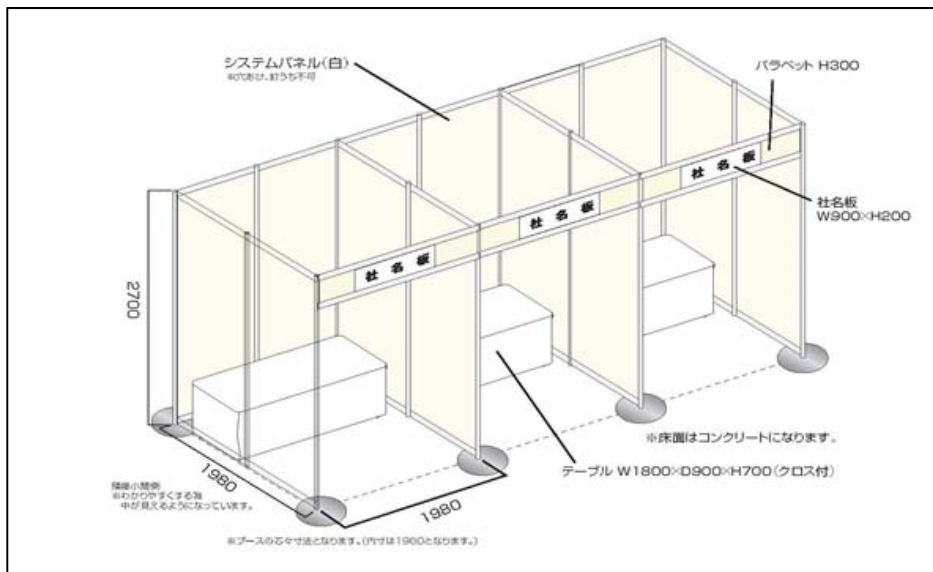 システムパネル(白)
※穴あけ、釘うち不可
パラペット H300
社名板
社名板
W900×H200
社名板
社名板
2700
※床面はコンクリートになります。
テーブル W1800×D900×H700(クロス付)
1980
隣接小間側
※わかりやすくする為
中が見えるようになっています。
1980
※ブースの芯々寸法となります。(内寸は1960となります。)